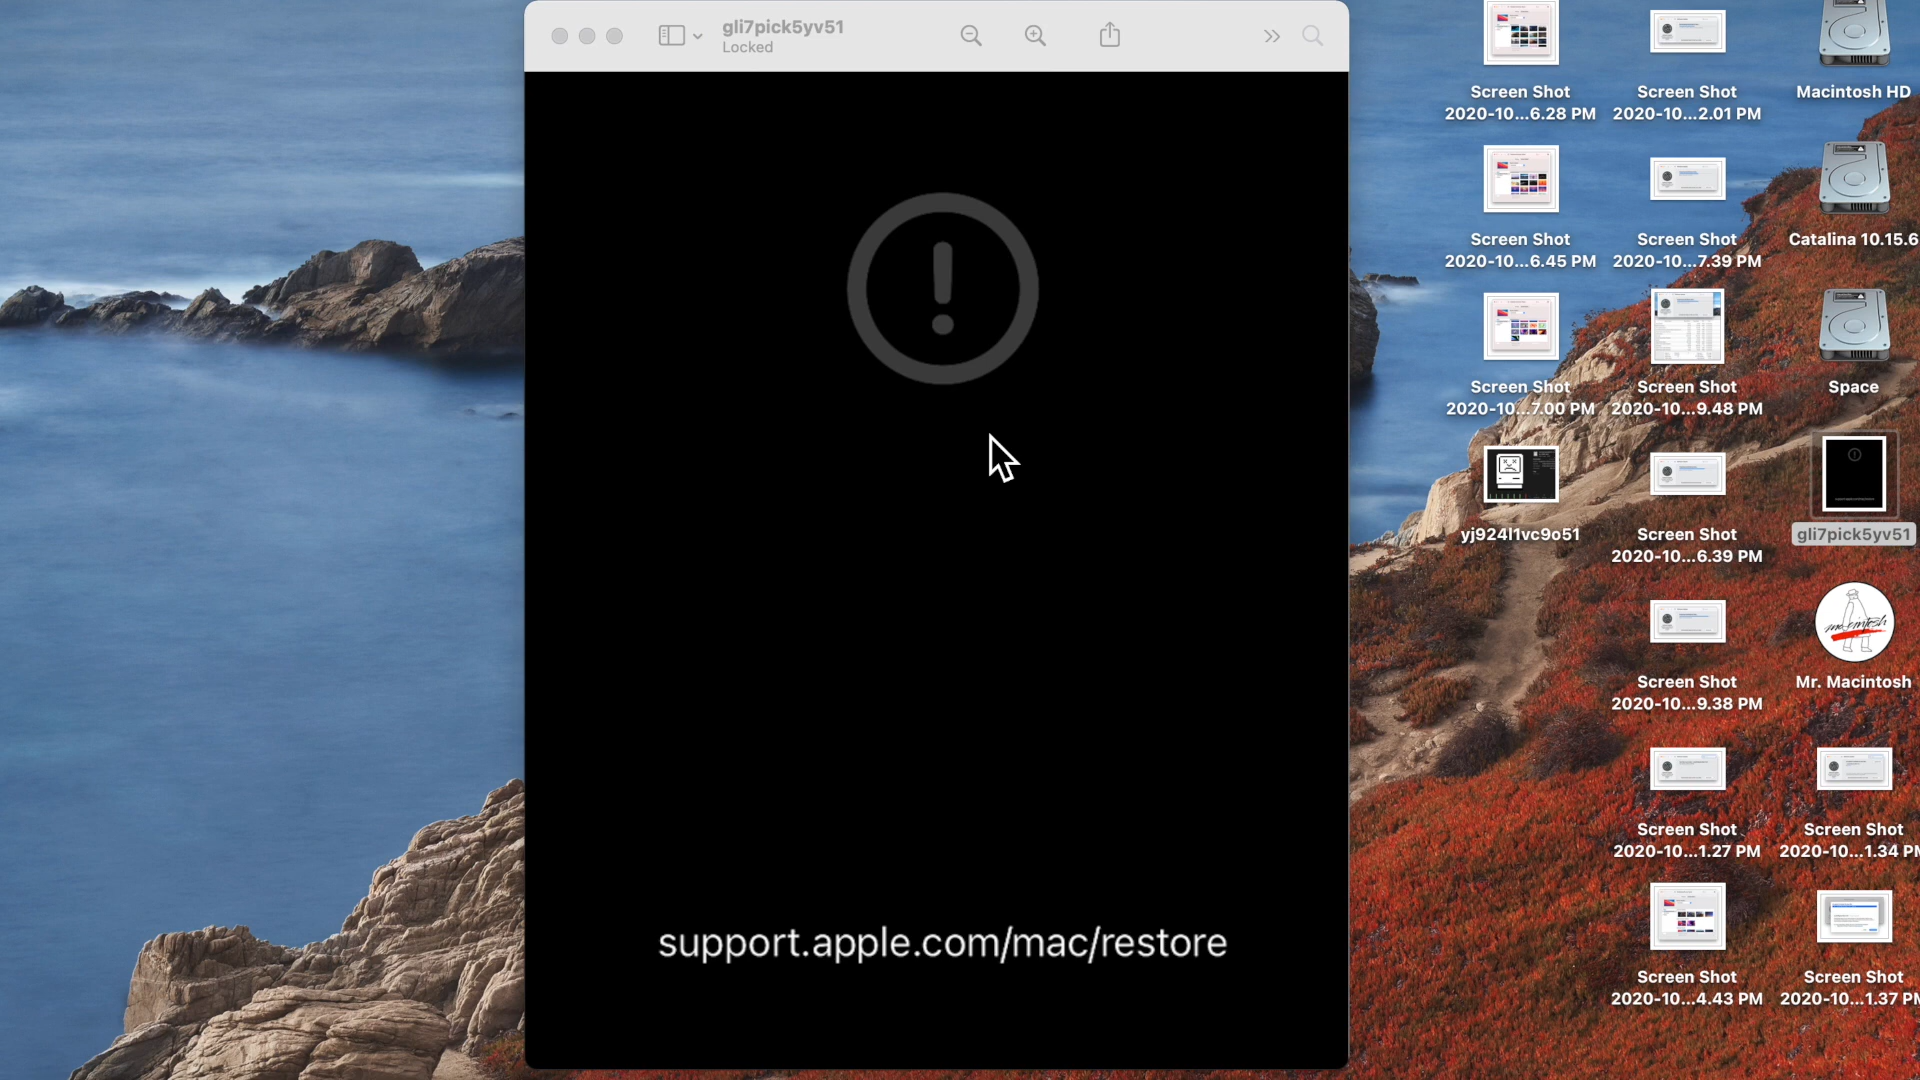 gli7pick5yv51
Locked
support.apple.com/mac/restore
Screen Shot
2020-10...6.28 PM
Screen Shot
2020-10...2.01 PM
Macintosh HD
Screen Shot
2020-10...6.45 PM
Screen Shot
2020-10...7.39 PM
Catalina 10.15.6
Screen Shot
2020-10...7.00 PM
Screen Shot
2020-10...9.48 PM
Space
yj924l1vc9o51
Screen Shot
2020-10...6.39 PM
gli7pick5yv51
Screen Shot
2020-10...9.38 PM
Mr. Macintosh
Screen Shot
2020-10...1.27 PM
Screen Shot
2020-10...1.34 PM
Screen Shot
2020-10...4.43 PM
Screen Shot
2020-10...1.37 PM